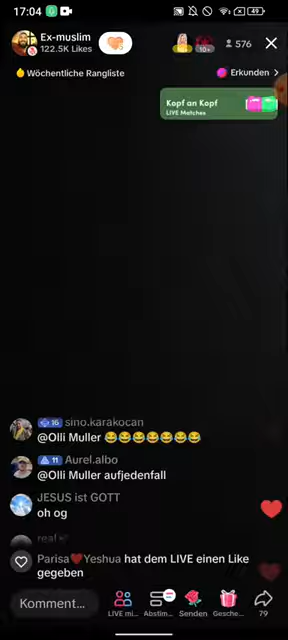 17:04
49
Ex-muslim
122.5K Likes
10+
576
Wöchentliche Rangliste
Erkunden
Kopf an Kopf
LIVE Matches
16 sino.karakocan
@Olli Muller 😂😂😂😂😂😂😂
11 Aurel.albo
@Olli Muller aufjedenfall
JESUS ist GOTT
oh og
real
Parisa❤️Yeshua hat dem LIVE einen Like
gegeben
Komment...
LIVE mi...
Abstim...
Senden
Gesche...
79